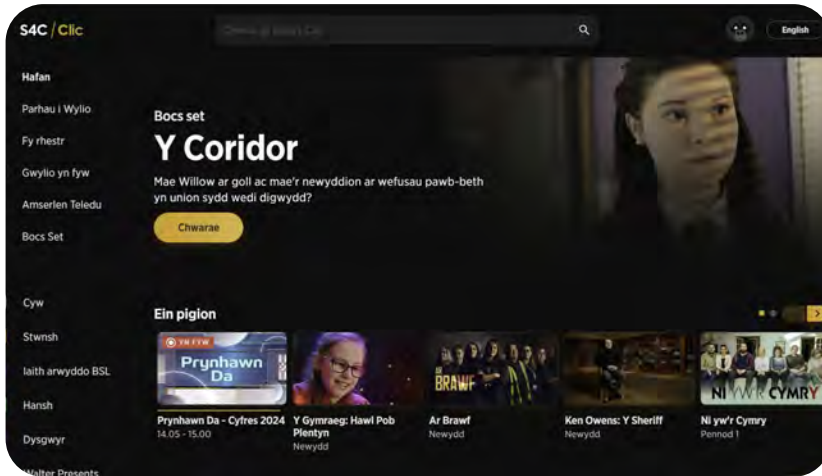 S4C / Clic
English
Hafan
Parhau i Wylio
Fy rhestr
Gwylio yn fyw
Amserlen Teledu
Bocs Set
Cyw
Stwnsh
Iaith arwyddo BSL
Hansh
Dysgwyr
Walter Presents
Bocs set
Y Coridor
Mae Willow ar goll ac mae'r newyddion ar wefusau pawb-beth
yn union sydd wedi digwydd?
Chwarae
Ein pigion
YN FYW
Prynhawn
Da
AR
BRAWF
NI YW'R CYMRY
Prynhawn Da - Cyfres 2024
14.05 - 15.00
Y Gymraeg: Hawl Pob
Plentyn
Newydd
Ar Brawf
Newydd
Ken Owens: Y Sheriff
Newydd
Ni yw'r Cymry
Pennod 1